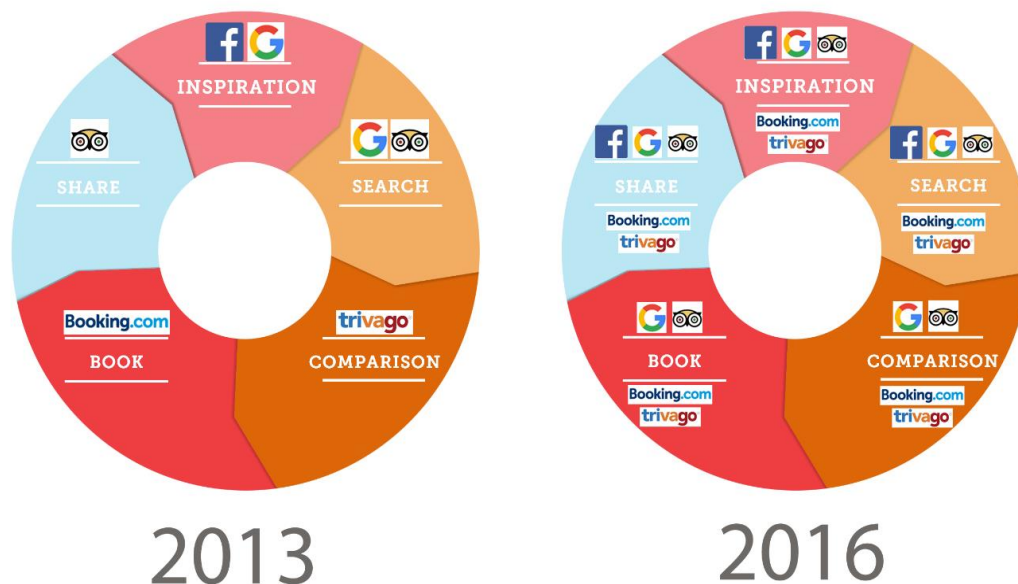 INSPIRATION
SEARCH
trivago
COMPARISON
Booking.com
BOOK
SHARE
2013
INSPIRATION
Booking.com
trivago
SEARCH
Booking.com
trivago
COMPARISON
Booking.com
trivago
BOOK
Booking.com
trivago
SHARE
Booking.com
trivago
2016